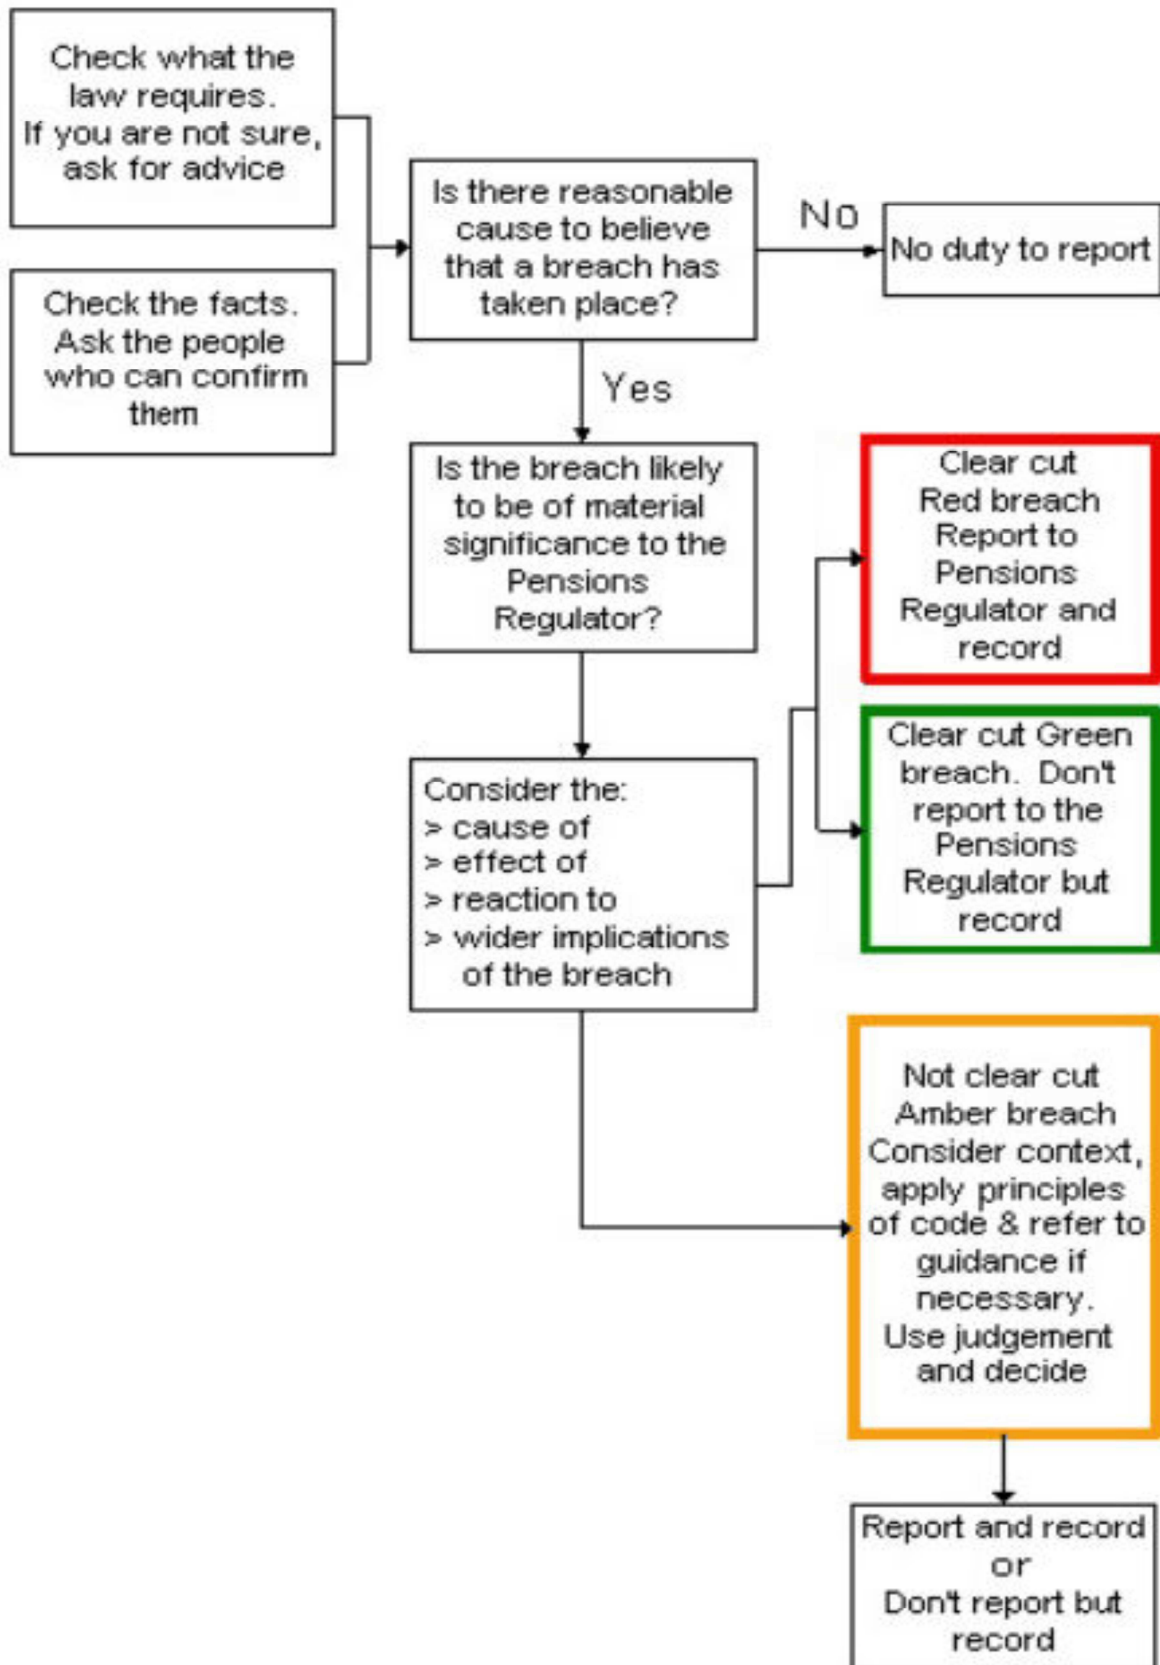 Check what the
law requires.
If you are not sure,
ask for advice
Check the facts.
Ask the people
who can confirm
them
Is there reasonable
cause to believe
that a breach has
taken place?
No
No duty to report
Yes
Is the breach likely
to be of material
significance to the
Pensions
Regulator?
Consider the:
> cause of
> effect of
> reaction to
> wider implications
of the breach
Clear cut
Red breach
Report to
Pensions
Regulator and
record
Clear cut Green
breach. Don't
report to the
Pensions
Regulator but
record
Not clear cut
Amber breach
Consider context,
apply principles
of code & refer to
guidance if
necessary.
Use judgement
and decide
Report and record
or
Don't report but
record